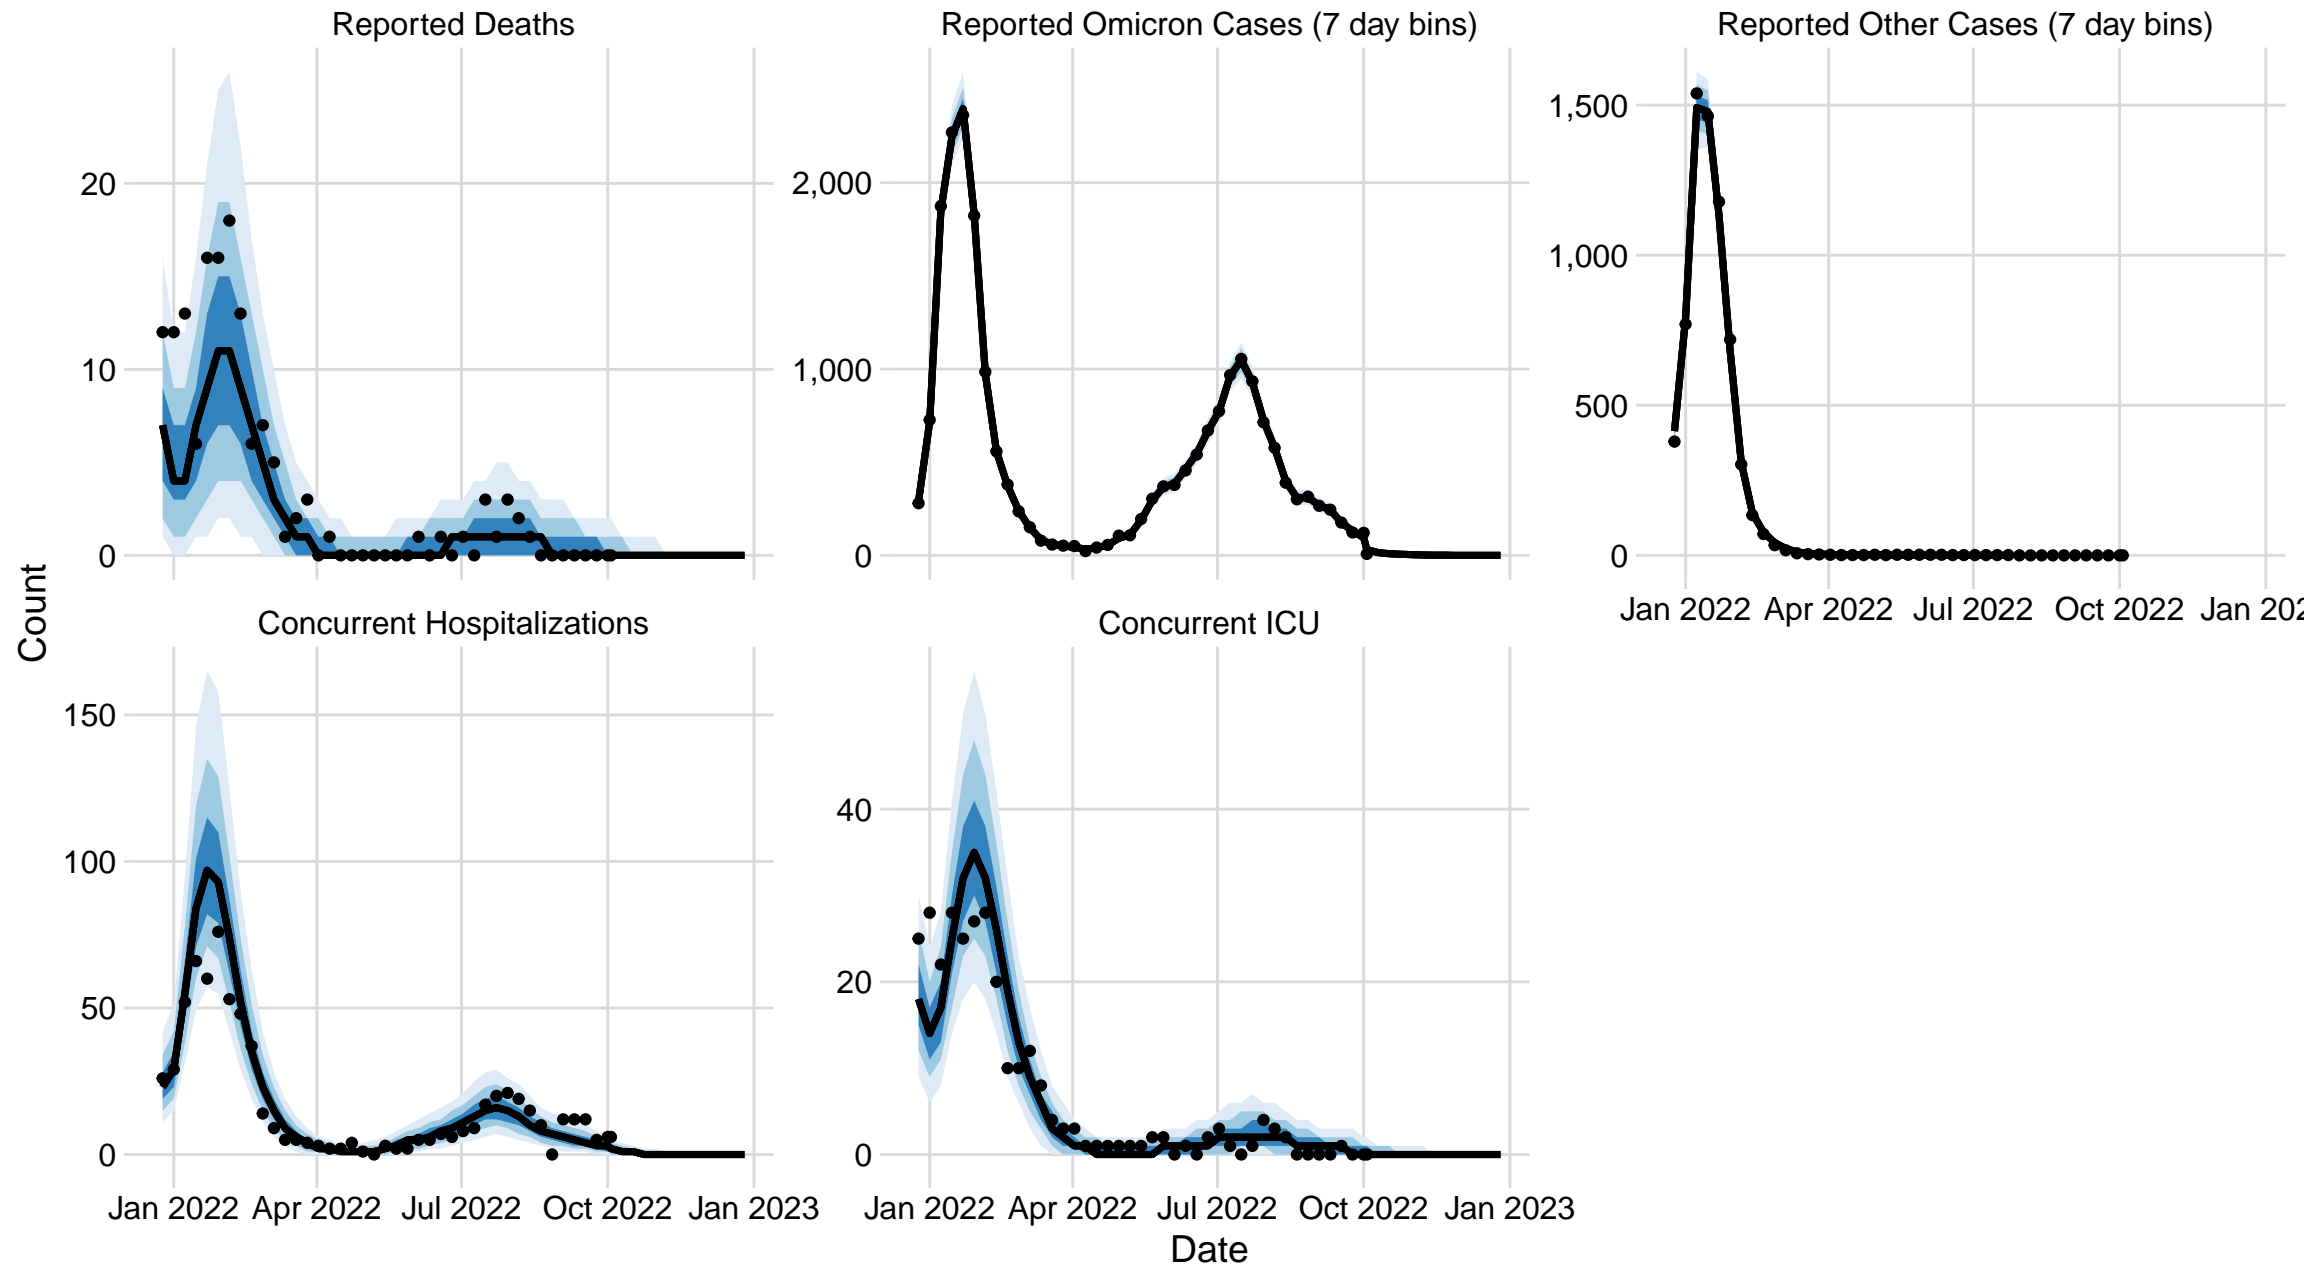 Reported Deaths
Reported Omicron Cases (7 day bins)
Reported Other Cases (7 day bins)
Count
20
10
0
2,000
1,000
0
1,500
1,000
500
0
Jan 2022 Apr 2022 Jul 2022 Oct 2022 Jan 202
Concurrent Hospitalizations
Concurrent ICU
150
100
50
0
40
20
0
Jan 2022 Apr 2022 Jul 2022 Oct 2022 Jan 2023
Jan 2022 Apr 2022 Jul 2022 Oct 2022 Jan 2023
Date